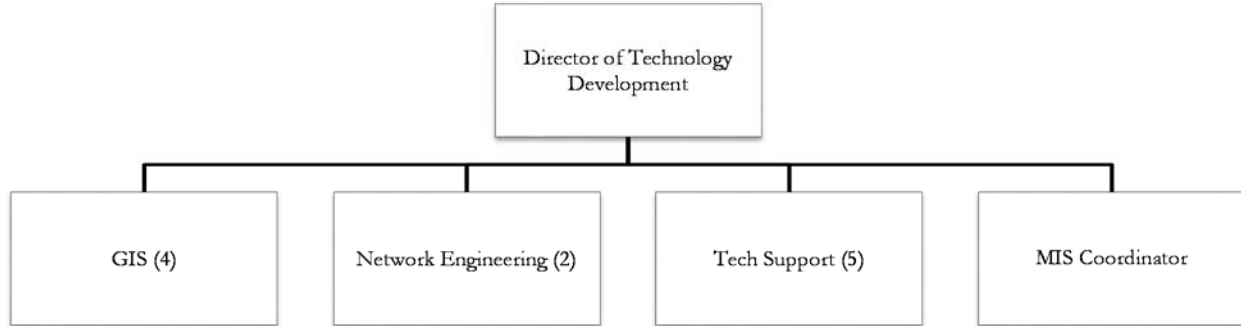 Director of Technology
Development
GIS (4)
Network Engineering (2)
Tech Support (5)
MIS Coordinator